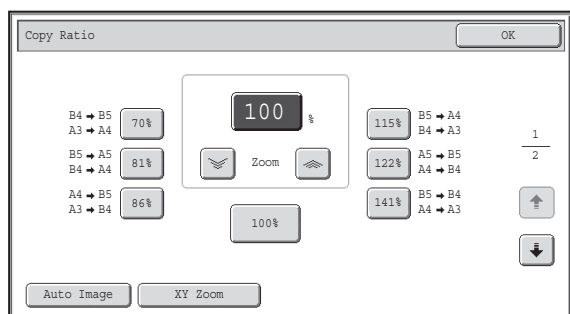 Copy Ratio
OK
B4 → B5
A3 → A4
70%
B5 → A5
B4 → A4
81%
A4 → B5
A3 → B4
86%
100 %
Zoom
100%
115%
B5 → A4
B4 → A3
122%
A5 → B5
A4 → B4
141%
B5 → B4
A4 → A3
1
2
Auto Image
XY Zoom